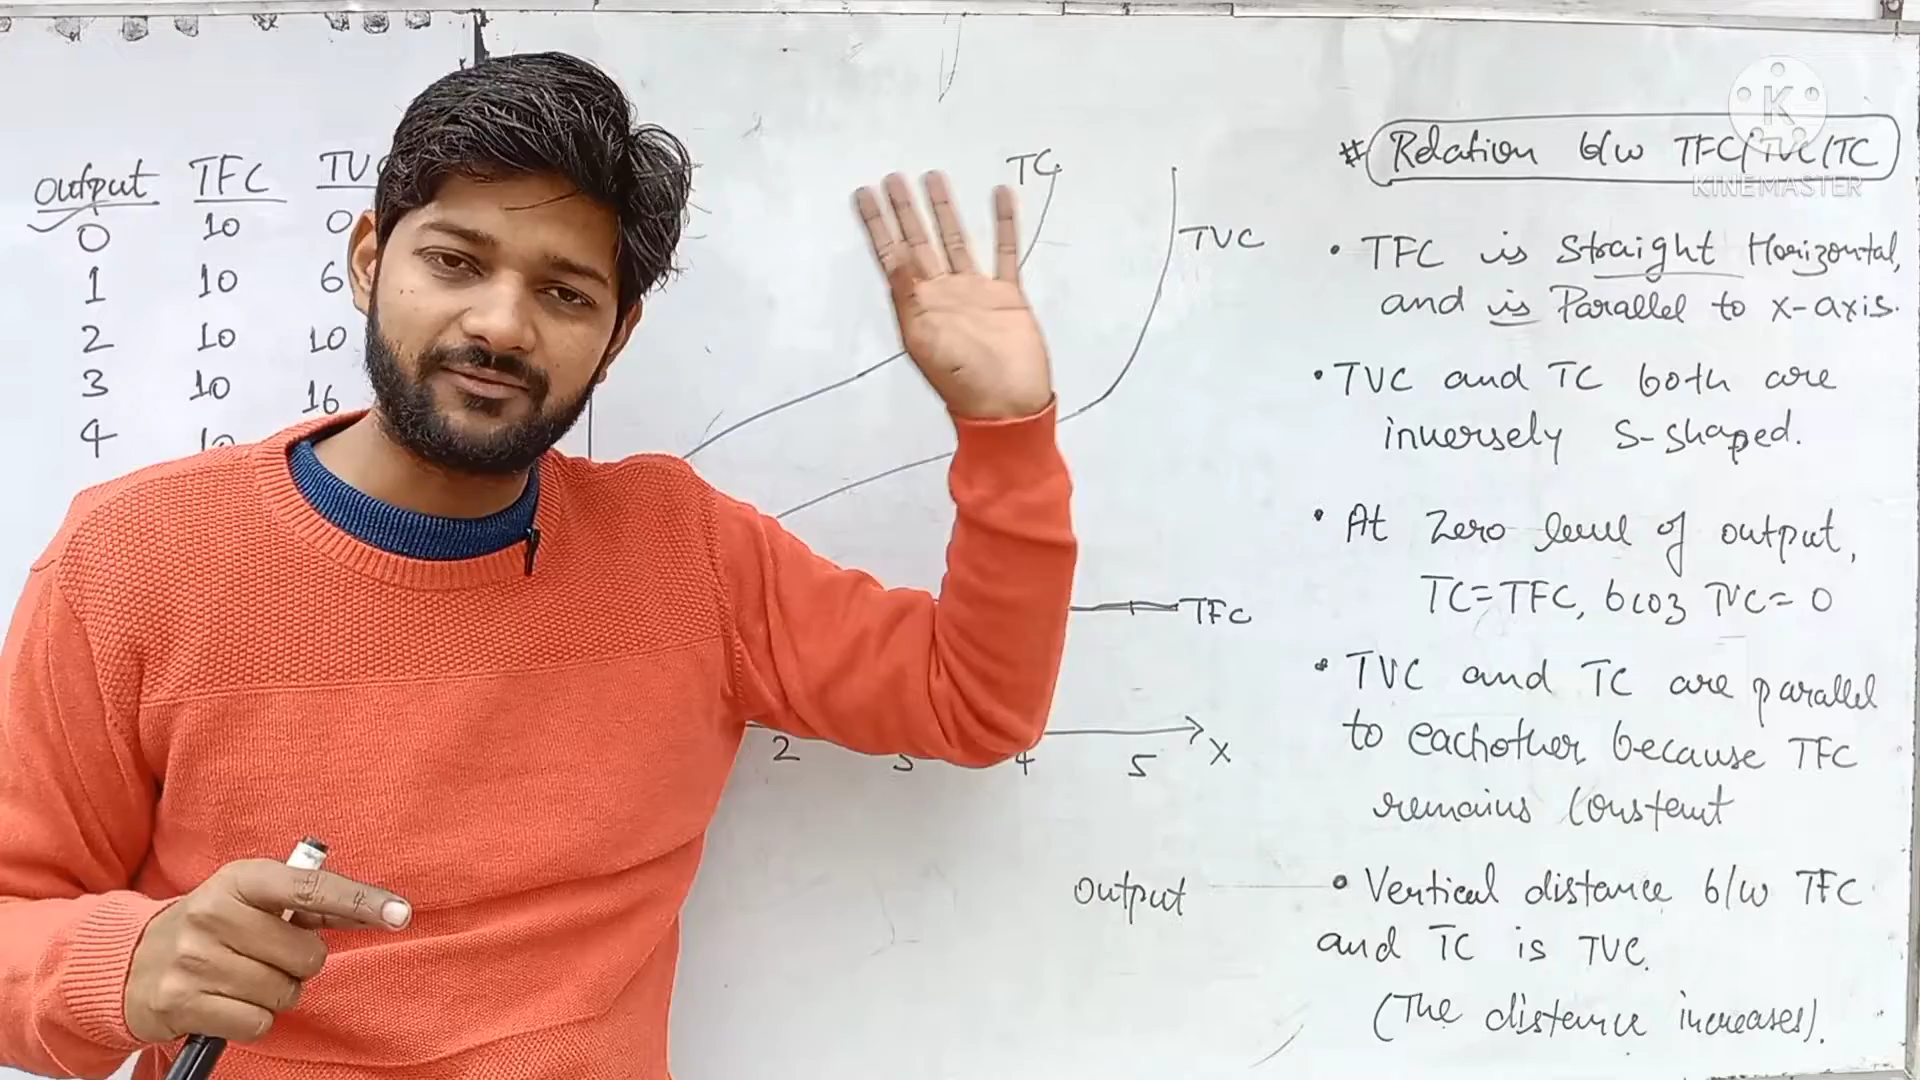 output TFC TVC
0 10 0
1 10 6
2 10 10
3 10 16
4 10
TC
TVC
TFC
2 3 4 5 X
output
# Relation b/w TFC/TVC/TC
• TFC is Straight Horizontal,
and is Parallel to x-axis.
• TVC and TC both are
inversely S-shaped.
• At Zero level of output,
TC=TFC, bcoz TVC=0
• TVC and TC are parallel
to eachother because TFC
remains Constant
• Vertical distance b/w TFC
and TC is TVC.
(The distance increases).
K
KINEMASTER